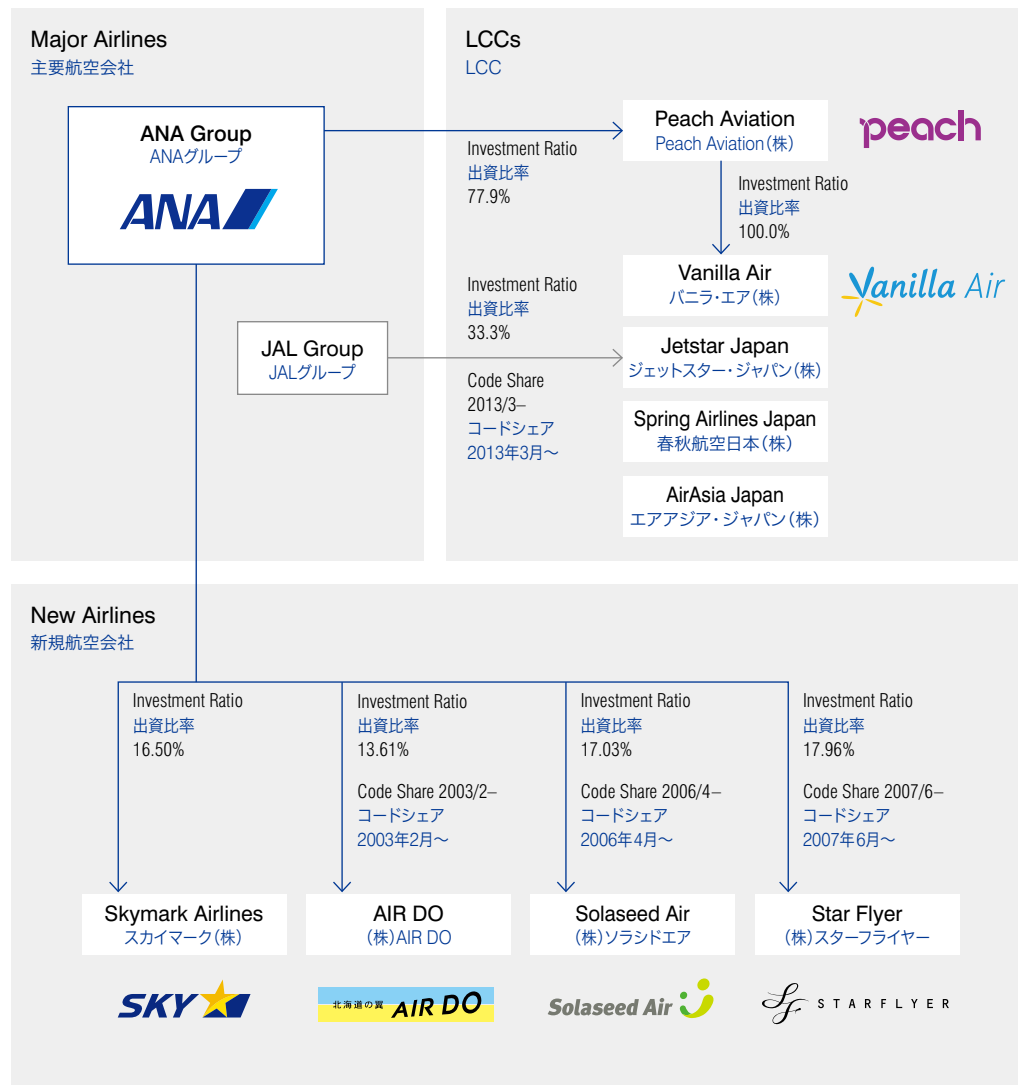 Major Airlines
主要航空会社
ANA Group
ANAグループ
ANA
JAL Group
JALグループ
LCCs
LCC
Investment Ratio
出資比率
77.9%
Peach Aviation
Peach Aviation(株)
peach
Investment Ratio
出資比率
100.0%
Investment Ratio
出資比率
33.3%
Code Share
2013/3–
コードシェア
2013年3月～
Vanilla Air
バニラ・エア(株)
Vanilla Air
Jetstar Japan
ジェットスター・ジャパン(株)
Spring Airlines Japan
春秋航空日本(株)
AirAsia Japan
エアアジア・ジャパン(株)
New Airlines
新規航空会社
Investment Ratio
出資比率
16.50%
Investment Ratio
出資比率
13.61%
Code Share 2003/2–
コードシェア
2003年2月～
Investment Ratio
出資比率
17.03%
Code Share 2006/4–
コードシェア
2006年4月～
Investment Ratio
出資比率
17.96%
Code Share 2007/6–
コードシェア
2007年6月～
Skymark Airlines
スカイマーク(株)
SKY
AIR DO
(株)AIR DO
北海道の翼 AIR DO
Solaseed Air
(株)ソラシドエア
Solaseed Air
Star Flyer
(株)スターフライヤー
STARFLYER